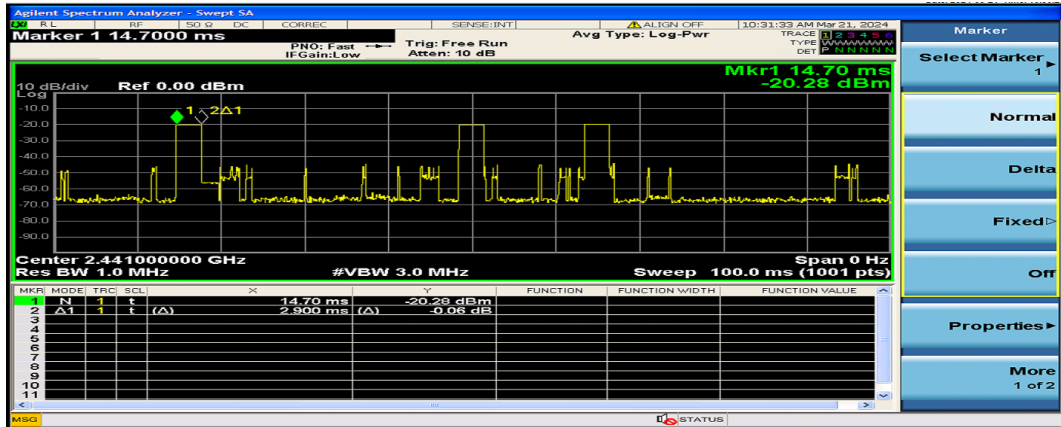 Agilent Spectrum Analyzer - Swept SA
LXI RL RF 50 Ω DC CORREC SENSE:INT ALIGN OFF 10:31:33 AM Mar 21, 2024
Marker 1 14.7000 ms
PNO: Fast
IFGain:Low
Trig: Free Run
Atten: 10 dB
Avg Type: Log-Pwr
TRACE 1 2 3 4 5 6
TYPE
DET P N N N N N
Mkr1 14.70 ms
-20.28 dBm
10 dB/div Ref 0.00 dBm
Log
1 2Δ1
-10.0
-20.0
-30.0
-40.0
-50.0
-60.0
-70.0
-80.0
-90.0
Center 2.441000000 GHz Span 0 Hz
Res BW 1.0 MHz #VBW 3.0 MHz Sweep 100.0 ms (1001 pts)
MKR MODE TRC SCL X Y FUNCTION FUNCTION WIDTH FUNCTION VALUE
1 N 1 t 14.70 ms -20.28 dBm
2 Δ1 1 t (Δ) 2.900 ms (Δ) -0.06 dB
3
4
5
6
7
8
9
10
11
MSG STATUS
Marker
Select Marker
1
Normal
Delta
Fixed
Off
Properties
More
1 of 2